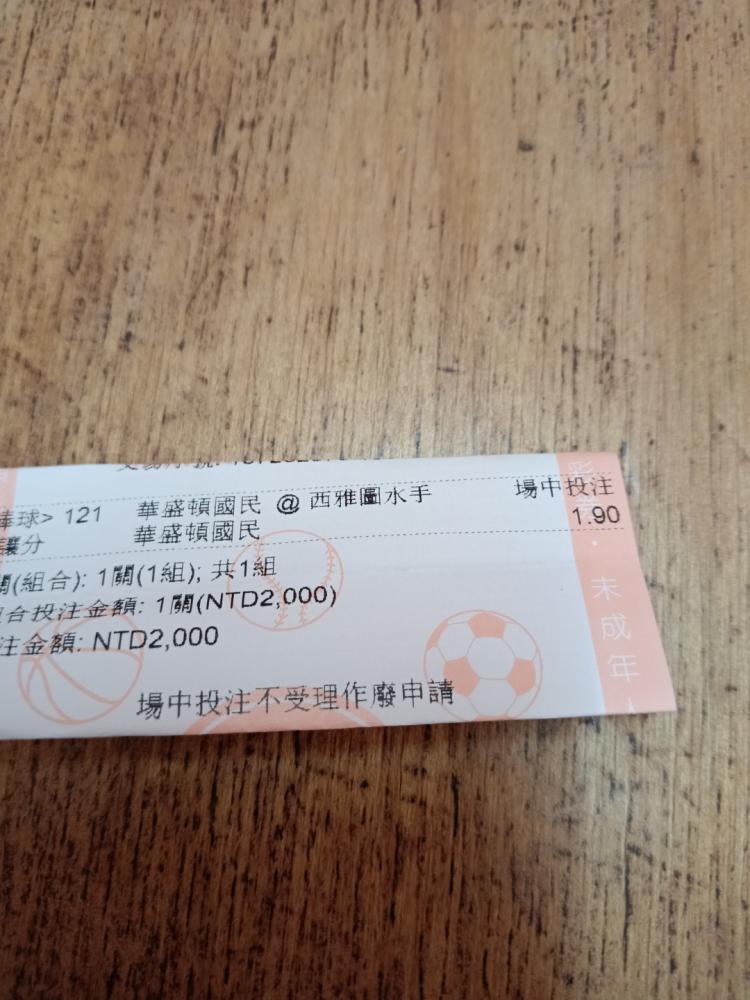 棒球> 121 華盛頓國民 @ 西雅圖水手 場中投注
讓分 華盛頓國民 1.90
關(組合): 1關(1組); 共1組
組合投注金額: 1關(NTD2,000)
注金額: NTD2,000
場中投注不受理作廢申請
未成年